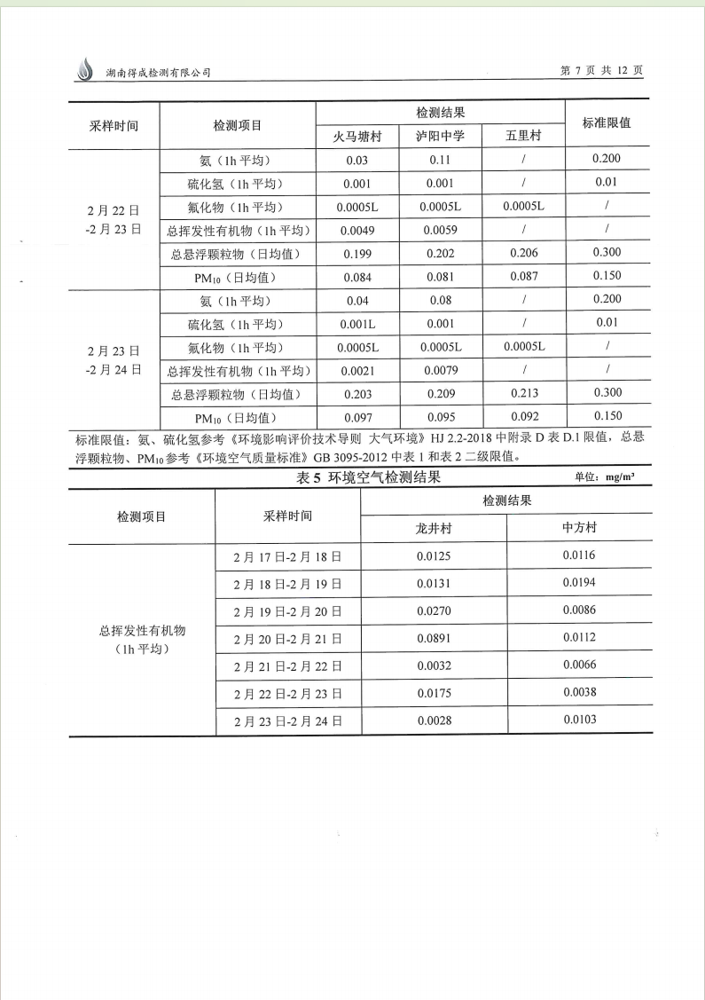 湖南得成检测有限公司
第 7 页 共 12 页
采样时间 检测项目 检测结果 标准限值
火马塘村 泸阳中学 五里村
2 月 22 日
-2 月 23 日
氨（1h 平均） 0.03 0.11 / 0.200
硫化氢（1h 平均） 0.001 0.001 / 0.01
氟化物（1h 平均） 0.0005L 0.0005L 0.0005L /
总挥发性有机物（1h 平均） 0.0049 0.0059 / /
总悬浮颗粒物（日均值） 0.199 0.202 0.206 0.300
PM10（日均值） 0.084 0.081 0.087 0.150
2 月 23 日
-2 月 24 日
氨（1h 平均） 0.04 0.08 / 0.200
硫化氢（1h 平均） 0.001L 0.001 / 0.01
氟化物（1h 平均） 0.0005L 0.0005L 0.0005L /
总挥发性有机物（1h 平均） 0.0021 0.0079 / /
总悬浮颗粒物（日均值） 0.203 0.209 0.213 0.300
PM10（日均值） 0.097 0.095 0.092 0.150
标准限值：氨、硫化氢参考《环境影响评价技术导则 大气环境》HJ 2.2-2018 中附录 D 表 D.1 限值，总悬
浮颗粒物、PM10 参考《环境空气质量标准》GB 3095-2012 中表 1 和表 2 二级限值。
表 5 环境空气检测结果 单位：mg/m³
检测项目 采样时间 检测结果
龙井村 中方村
总挥发性有机物
（1h 平均）
2 月 17 日-2 月 18 日 0.0125 0.0116
2 月 18 日-2 月 19 日 0.0131 0.0194
2 月 19 日-2 月 20 日 0.0270 0.0086
2 月 20 日-2 月 21 日 0.0891 0.0112
2 月 21 日-2 月 22 日 0.0032 0.0066
2 月 22 日-2 月 23 日 0.0175 0.0038
2 月 23 日-2 月 24 日 0.0028 0.0103